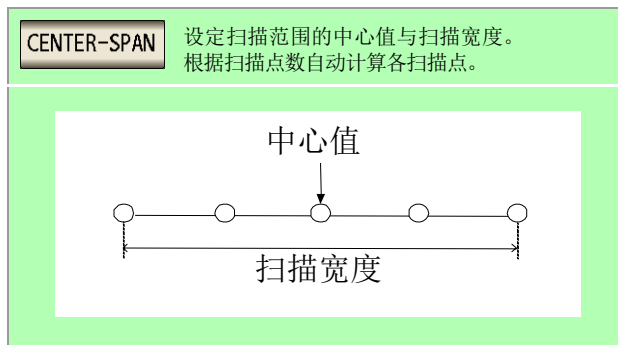 CENTER-SPAN
设定扫描范围的中心值与扫描宽度。
根据扫描点数自动计算各扫描点。
中心值
扫描宽度